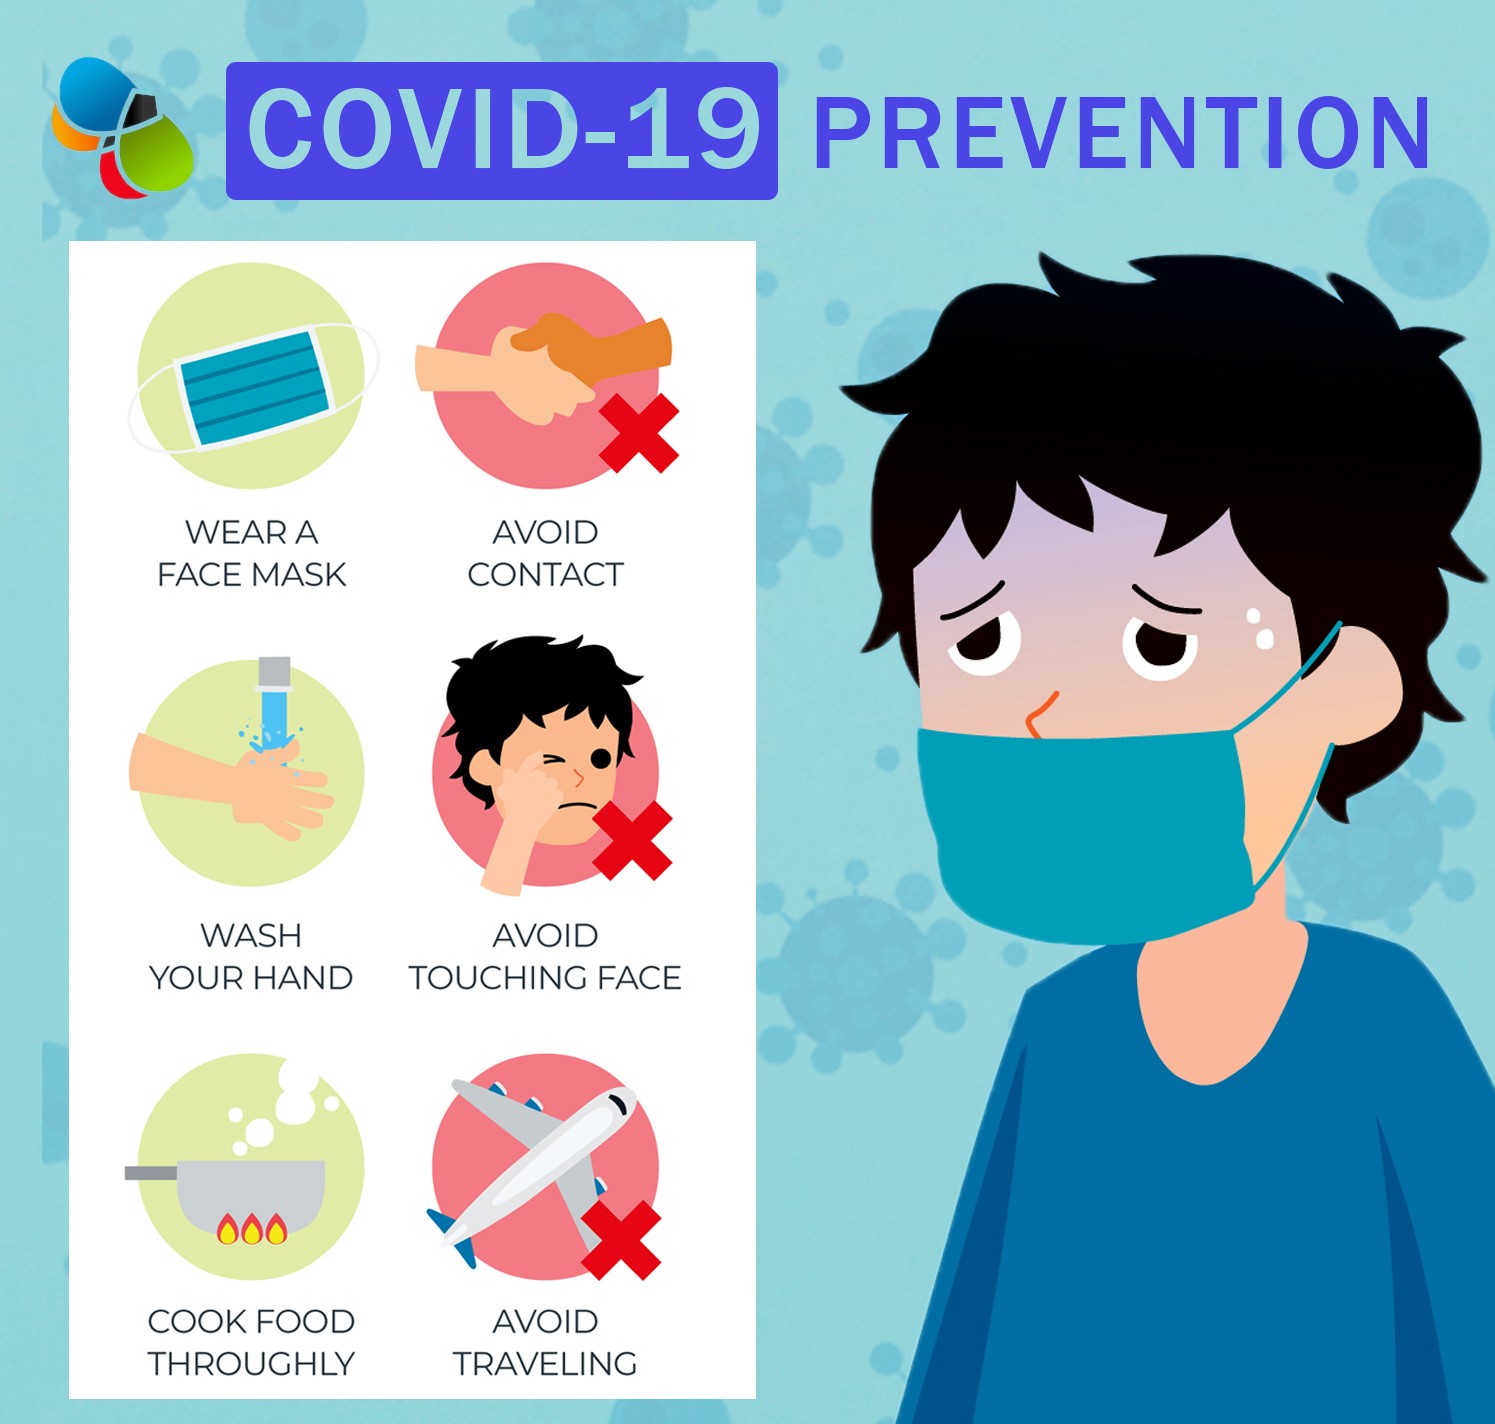 COVID-19 PREVENTION
WEAR A
FACE MASK
AVOID
CONTACT
WASH
YOUR HAND
AVOID
TOUCHING FACE
COOK FOOD
THROUGHLY
AVOID
TRAVELING